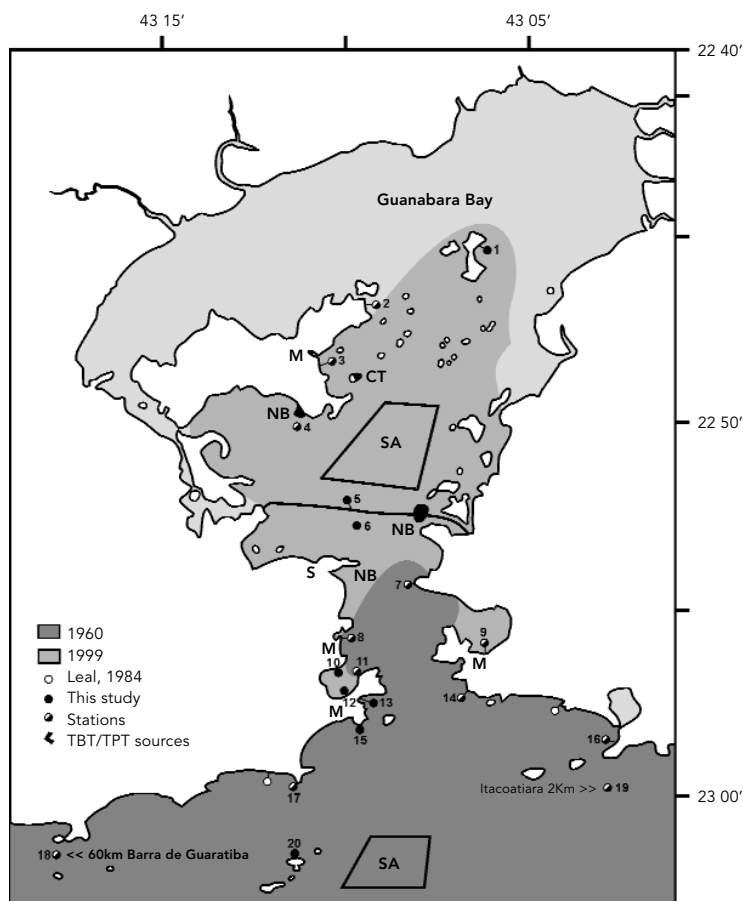 43 15’ 43 05’
22 40’
Guanabara Bay
1
2
M 3
CT
NB 4
22 50’
SA
5
6 NB
S NB 7
1960
1999
Leal, 1984
This study
Stations
TBT/TPT sources
M 8
9
M
10 11
12 13
M
14
15
16
17
Itacoatiara 2Km >> 19
23 00’
18 << 60km Barra de Guaratiba
20
SA